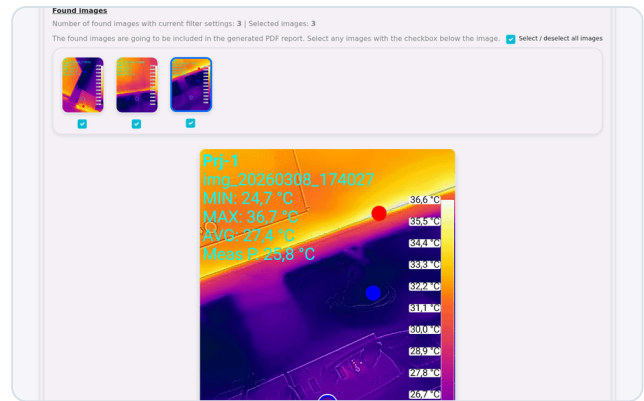 Found images
Number of found images with current filter settings: 3 | Selected images: 3
The found images are going to be included in the generated PDF report. Select any images with the checkbox below the image.
Select / deselect all images
Prj-1
img_20260308_174027
MIN: 24,7 °C
MAX: 36,7 °C
AVG: 27,4 °C
Meas P. 25,8 °C
36,6 °C
35,5 °C
34,4 °C
33,3 °C
32,2 °C
31,1 °C
30,0 °C
28,9 °C
27,8 °C
26,7 °C